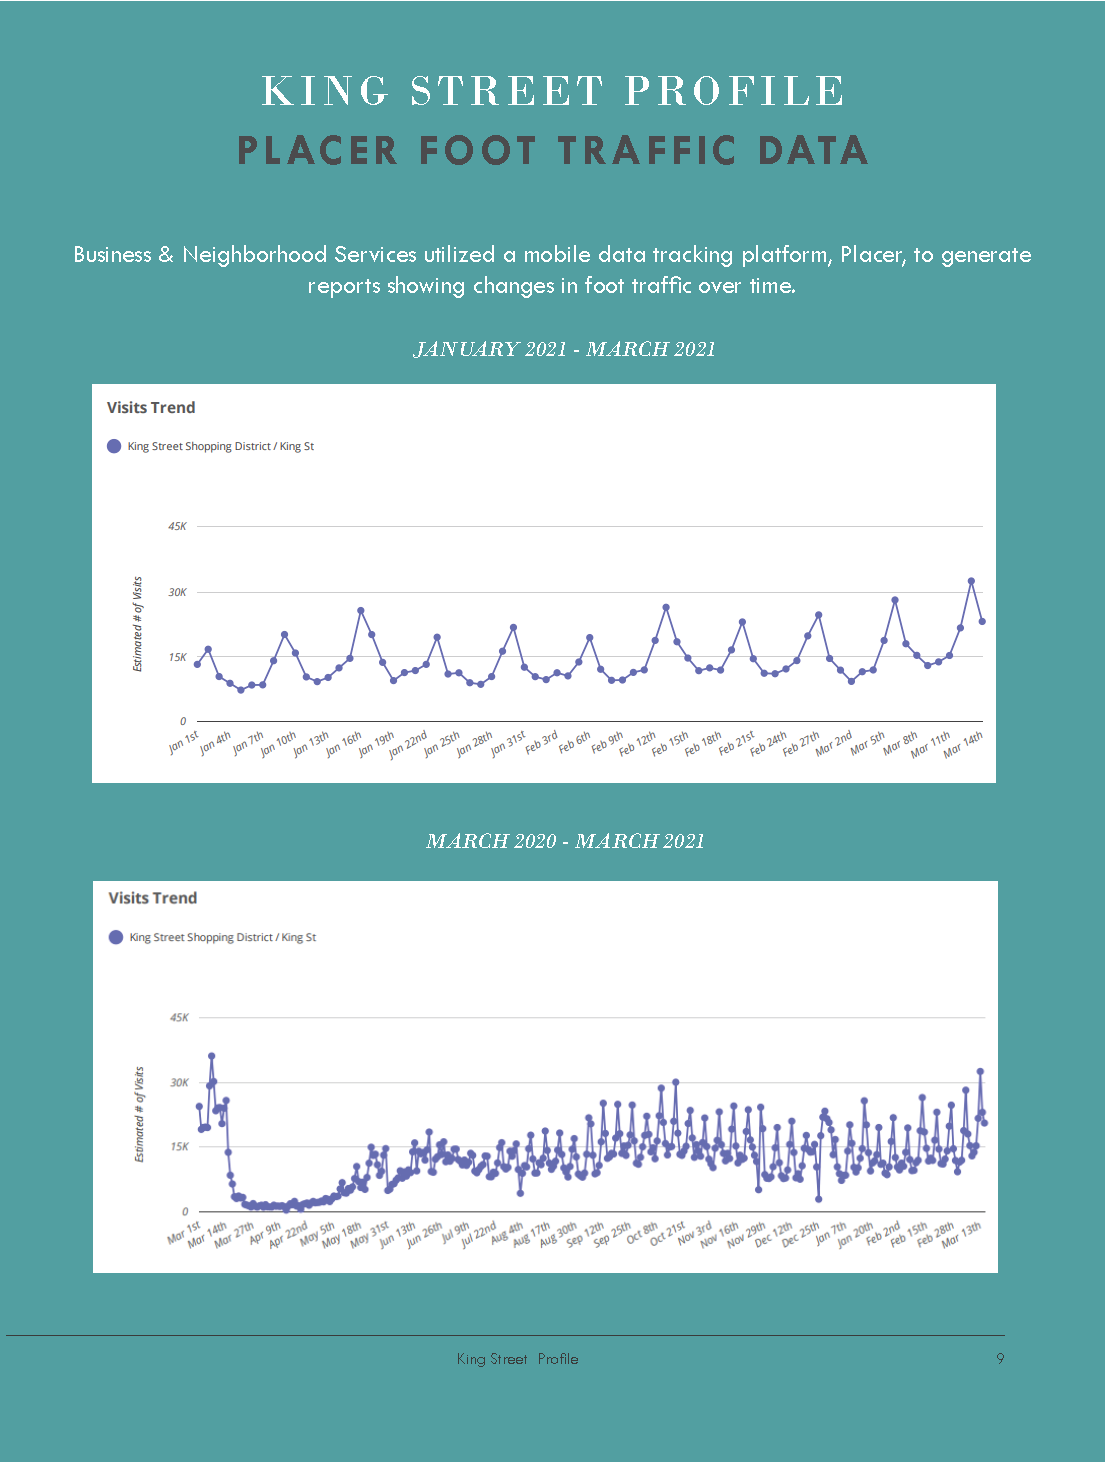 KING STREET PROFILE
PLACER FOOT TRAFFIC DATA
Business & Neighborhood Services utilized a mobile data tracking platform, Placer, to generate
reports showing changes in foot traffic over time.
JANUARY 2021 - MARCH 2021
Visits Trend
King Street Shopping District / King St
Estimated # of Visits
45K
30K
15K
0
Jan 1st Jan 4th Jan 7th Jan 10th Jan 13th Jan 16th Jan 19th Jan 22nd Jan 25th Jan 28th Jan 31st Feb 3rd Feb 6th Feb 9th Feb 12th Feb 15th Feb 18th Feb 21st Feb 24th Feb 27th Mar 2nd Mar 5th Mar 8th Mar 11th Mar 14th
MARCH 2020 - MARCH 2021
Visits Trend
King Street Shopping District / King St
Estimated # of Visits
45K
30K
15K
0
Mar 1st Mar 14th Mar 27th Apr 9th Apr 22nd May 5th May 18th May 31st Jun 13th Jun 26th Jul 9th Jul 22nd Aug 4th Aug 17th Aug 30th Sep 12th Sep 25th Oct 8th Oct 21st Nov 3rd Nov 16th Nov 29th Dec 12th Dec 25th Jan 7th Jan 20th Feb 2nd Feb 15th Feb 28th Mar 13th
King Street Profile 9